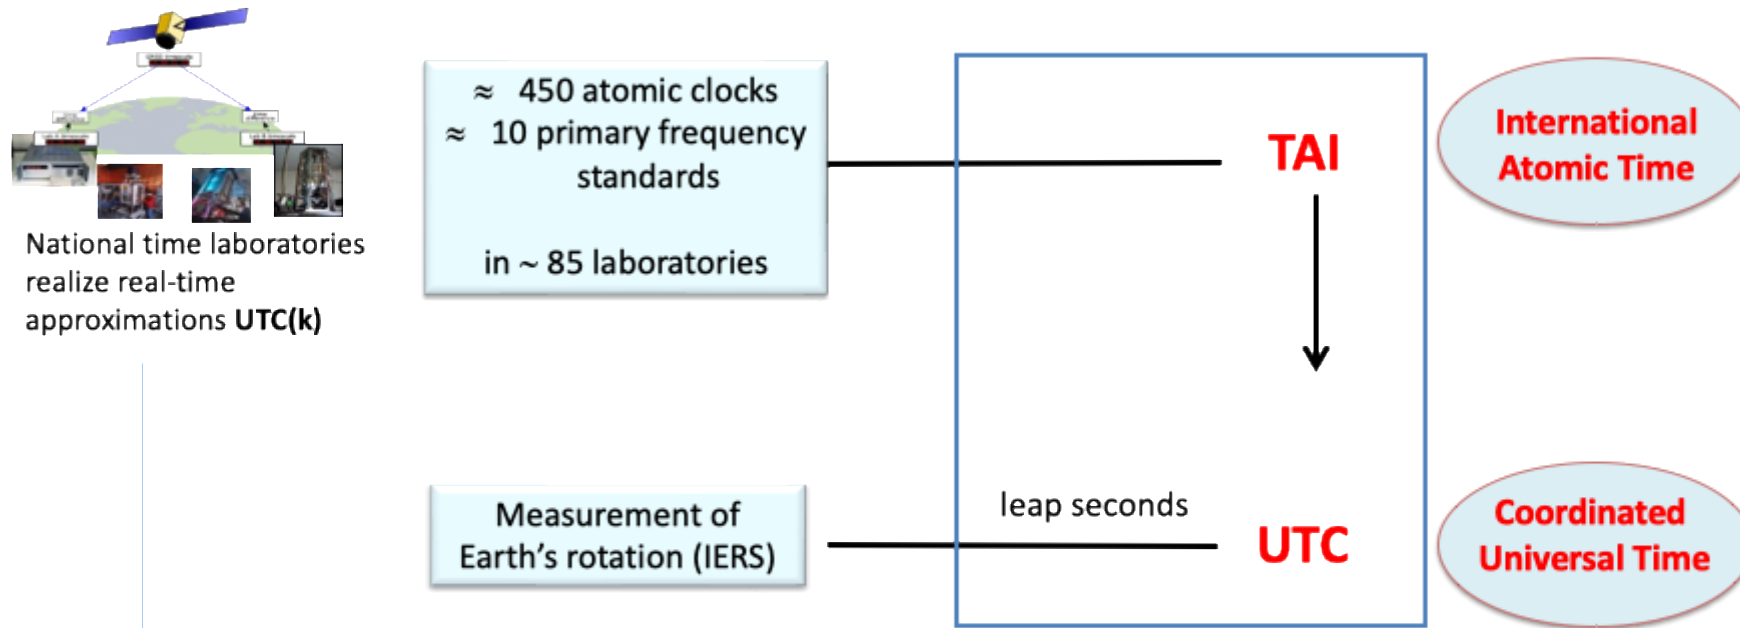 ≈ 450 atomic clocks
≈ 10 primary frequency
standards
in ~ 85 laboratories
TAI
International
Atomic Time
National time laboratories
realize real-time
approximations UTC(k)
Measurement of
Earth's rotation (IERS)
leap seconds
UTC
Coordinated
Universal Time